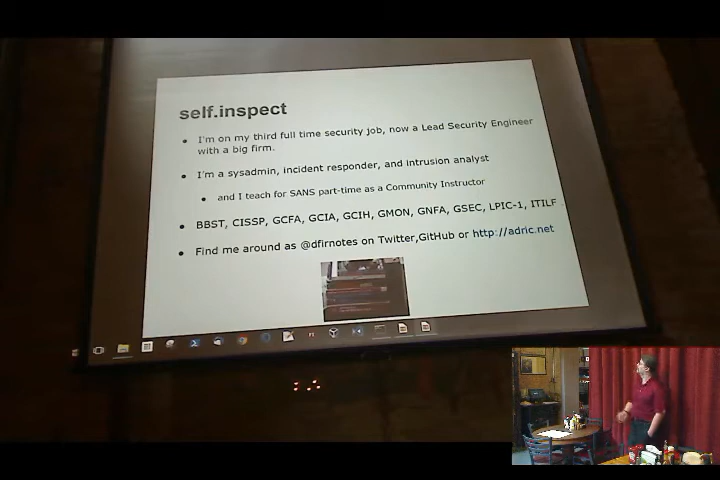 self.inspect
I'm on my third full time security job, now a Lead Security Engineer
with a big firm.
I'm a sysadmin, incident responder, and intrusion analyst
and I teach for SANS part-time as a Community Instructor
BBST, CISSP, GCFA, GCIA, GCIH, GMON, GNFA, GSEC, LPIC-1, ITILF
Find me around as @dfirnotes on Twitter,GitHub or http://adric.net